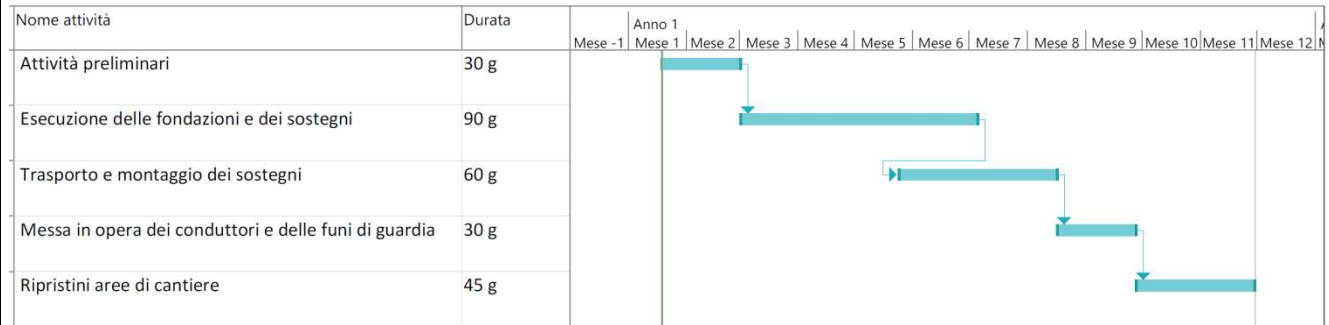 Nome attività Durata Anno 1
Mese -1 Mese 1 Mese 2 Mese 3 Mese 4 Mese 5 Mese 6 Mese 7 Mese 8 Mese 9 Mese 10 Mese 11 Mese 12
Attività preliminari 30 g
Esecuzione delle fondazioni e dei sostegni 90 g
Trasporto e montaggio dei sostegni 60 g
Messa in opera dei conduttori e delle funi di guardia 30 g
Ripristini aree di cantiere 45 g